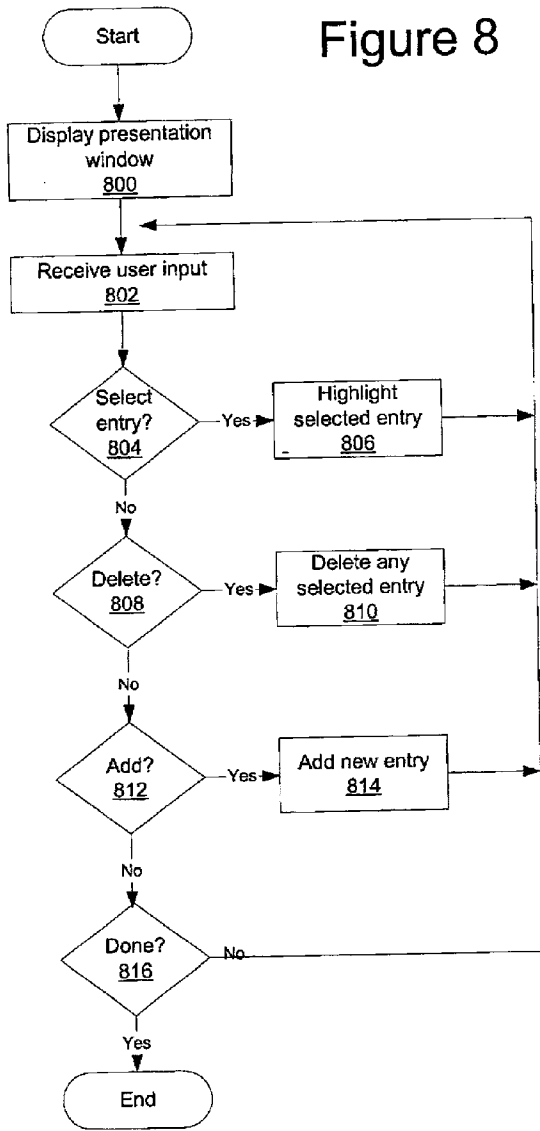 Start
Figure 8
Display presentation
window
800
Receive user input
802
Select
entry?
804
Yes
Highlight
selected entry
806
No
Delete?
808
Yes
Delete any
selected entry
810
No
Add?
812
Yes
Add new entry
814
No
Done?
816
No
Yes
End